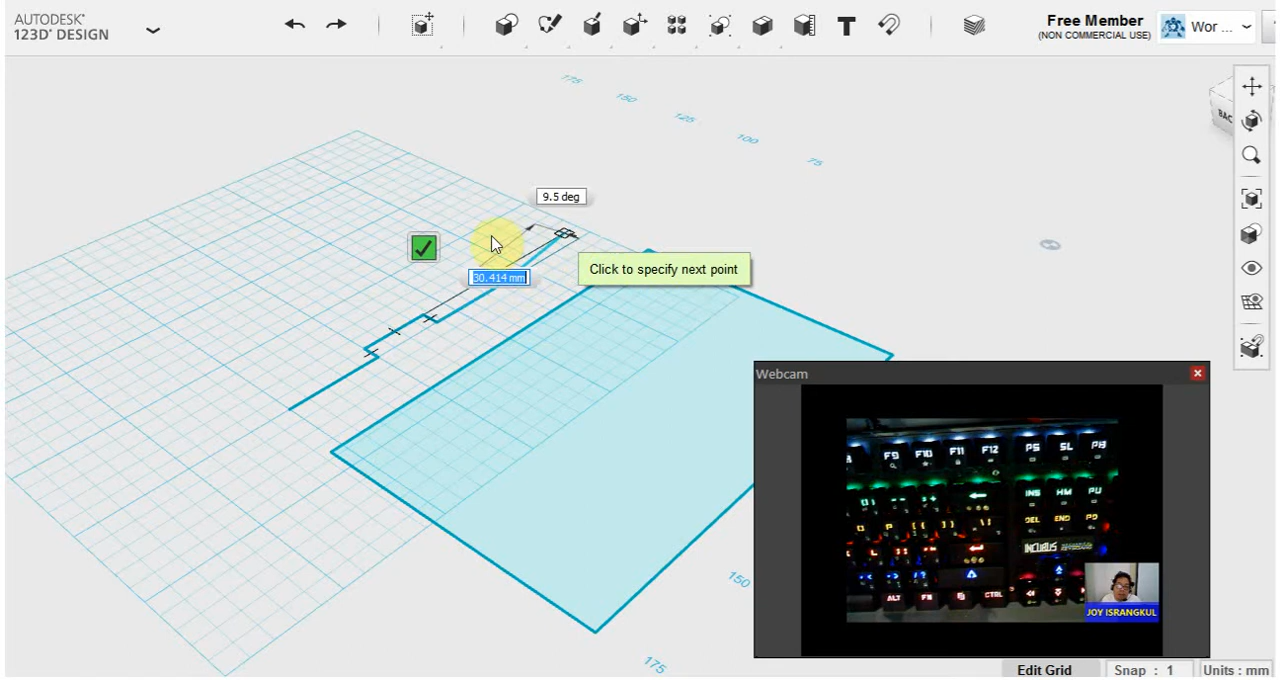 AUTODESK®
123D® DESIGN
T
Free Member
(NON COMMERCIAL USE)
Wor ...
175
150
125
100
75
BAC
9.5 deg
30.414 mm
Click to specify next point
Webcam
F9 F10 F11 F12 PS SL PB
INS HM PU
DEL END PD
INCUBUS
ALT FN CTRL
JOY ISRANGKUL
150
175
Edit Grid
Snap : 1
Units : mm